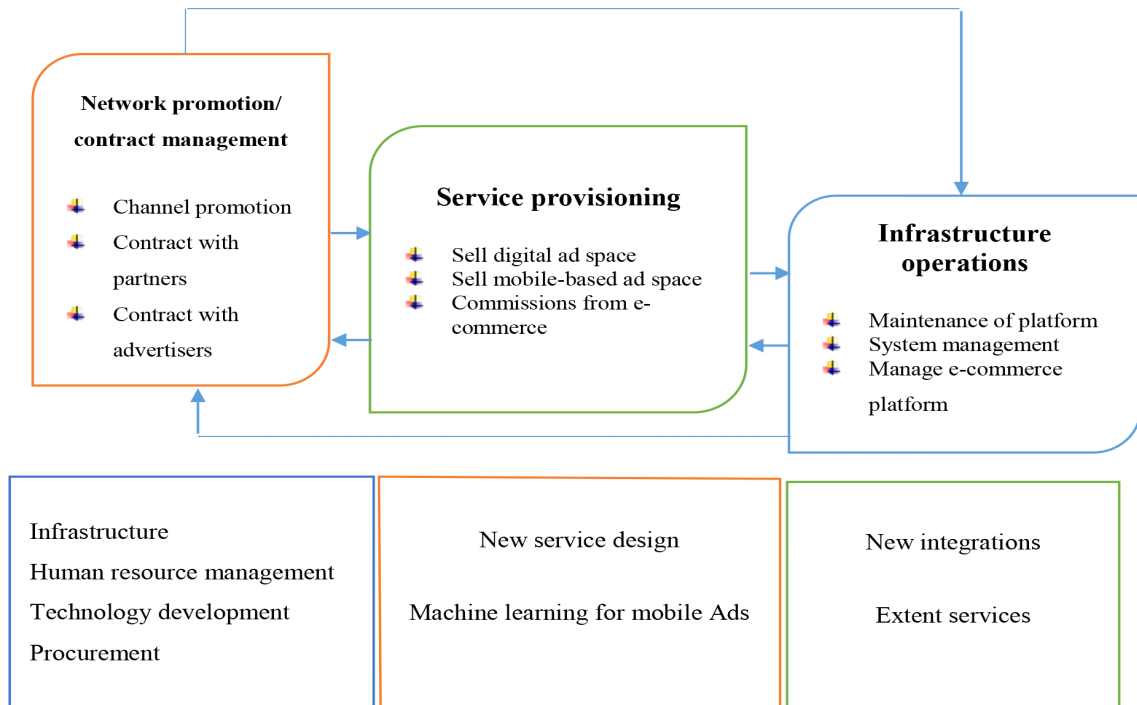 Network promotion/
contract management
Channel promotion
Contract with
partners
Contract with
advertisers
Service provisioning
Sell digital ad space
Sell mobile-based ad space
Commissions from e-
commerce
Infrastructure
operations
Maintenance of platform
System management
Manage e-commerce
platform
Infrastructure
Human resource management
Technology development
Procurement
New service design
Machine learning for mobile Ads
New integrations
Extent services